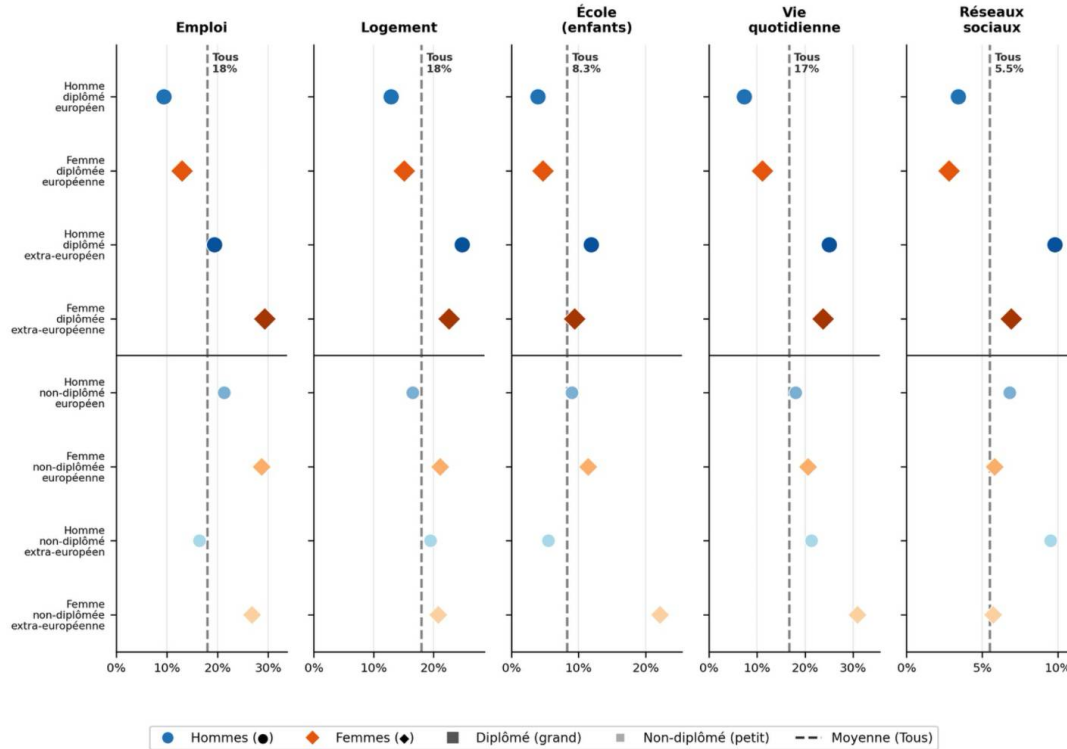 Emploi
Logement
École
(enfants)
Vie
quotidienne
Réseaux
sociaux
Tous
18%
Tous
18%
Tous
8.3%
Tous
17%
Tous
5.5%
Homme
diplômé
européen
Femme
diplômée
européenne
Homme
diplômé
extra-européen
Femme
diplômée
extra-européenne
Homme
non-diplômé
européen
Femme
non-diplômée
européenne
Homme
non-diplômé
extra-européen
Femme
non-diplômée
extra-européenne
0% 10% 20% 30%
0% 10% 20%
0% 10% 20%
0% 10% 20% 30%
0% 5% 10%
Hommes (●) Femmes (◆) Diplômé (grand) Non-diplômé (petit) Moyenne (Tous)